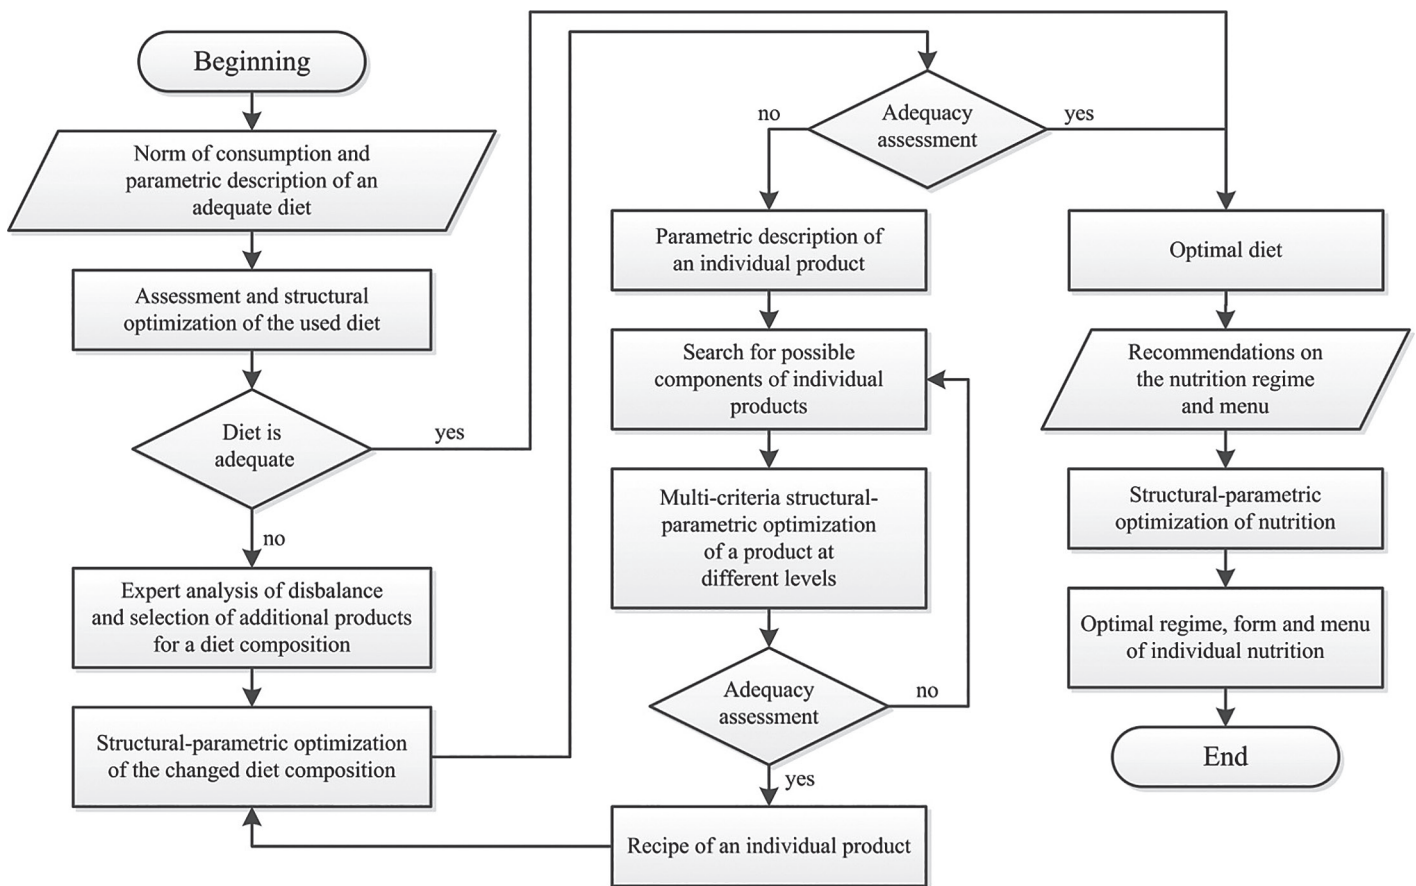 Beginning
Norm of consumption and
parametric description of an
adequate diet
Assessment and structural
optimization of the used diet
Diet is
adequate
yes
no
Expert analysis of disbalance
and selection of additional products
for a diet composition
Structural-parametric optimization
of the changed diet composition
Adequacy
assessment
no
yes
Parametric description of
an individual product
Search for possible
components of individual
products
Multi-criteria structural-
parametric optimization
of a product at
different levels
Adequacy
assessment
no
yes
Recipe of an individual product
Optimal diet
Recommendations on
the nutrition regime
and menu
Structural-parametric
optimization of nutrition
Optimal regime, form and menu
of individual nutrition
End